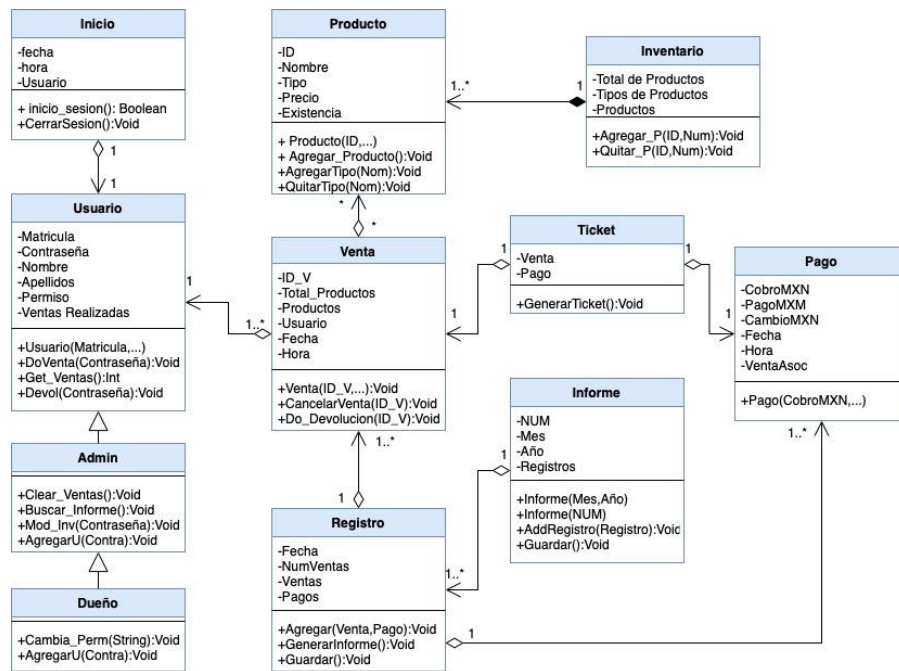 Inicio
-fecha
-hora
-Usuario
+ inicio_sesion(): Boolean
+CerrarSesion():Void
1
1
Producto
-ID
-Nombre
-Tipo
-Precio
-Existencia
+ Producto(ID,...)
+ Agregar_Producto():Void
+AgregarTipo(Nom):Void
+QuitarTipo(Nom):Void
1..*
1
Inventario
-Total de Productos
-Tipos de Productos
-Productos
+Agregar_P(ID,Num):Void
+Quitar_P(ID,Num):Void
*
*
Usuario
-Matricula
-Contraseña
-Nombre
-Apellidos
-Permiso
-Ventas Realizadas
+Usuario(Matricula,...)
+DoVenta(Contraseña):Void
+Get_Ventas():Int
+Devol(Contraseña):Void
1
1..*
Venta
-ID_V
-Total_Productos
-Productos
-Usuario
-Fecha
-Hora
+Venta(ID_V,...):Void
+CancelarVenta(ID_V):Void
+Do_Devolucion(ID_V):Void
1
1
Ticket
-Venta
-Pago
+GenerarTicket():Void
1
1
Pago
-CobroMXN
-PagoMXM
-CambioMXN
-Fecha
-Hora
-VentaAsoc
+Pago(CobroMXN,...)
1..*
Admin
+Clear_Ventas():Void
+Buscar_Informe():Void
+Mod_Inv(Contraseña):Void
+AgregarU(Contra):Void
1..*
1
Informe
-NUM
-Mes
-Año
-Registros
+Informe(Mes,Año)
+Informe(NUM)
+AddRegistro(Registro):Void
+Guardar():Void
1
1..*
Dueño
+Cambia_Perm(String):Void
+AgregarU(Contra):Void
Registro
-Fecha
-NumVentas
-Ventas
-Pagos
+Agregar(Venta,Pago):Void
+GenerarInforme():Void
+Guardar():Void
1